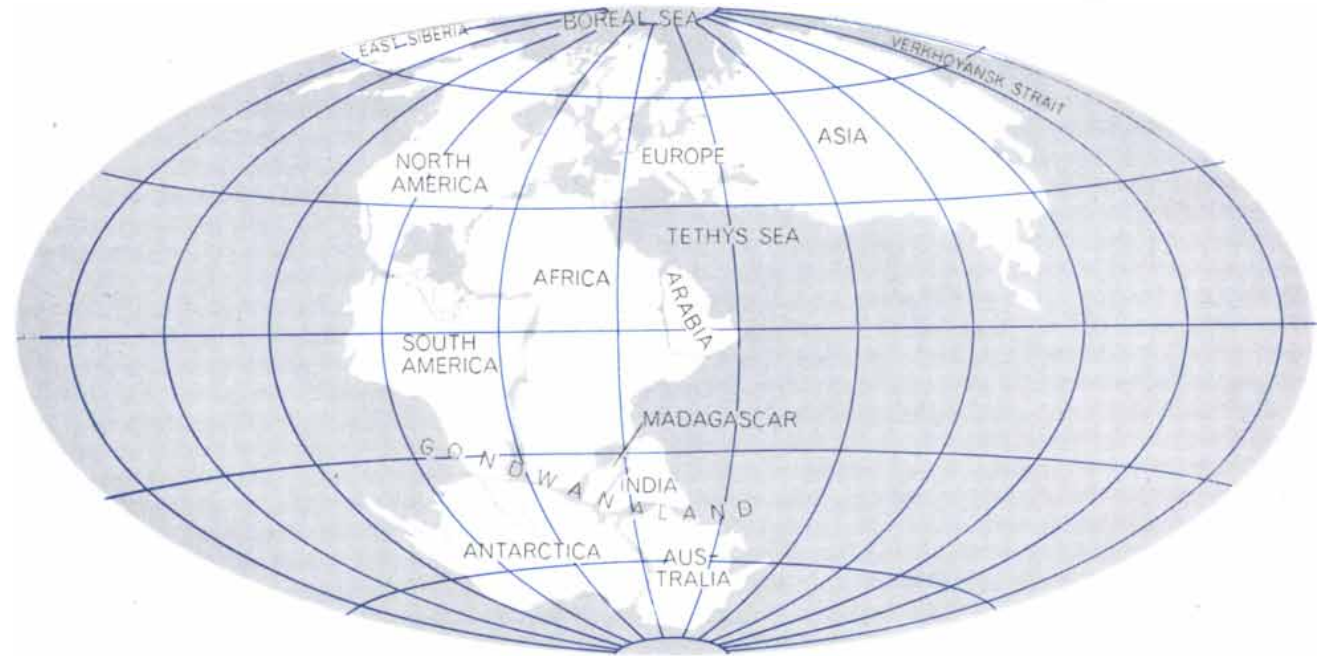 BOREAL SEA
EAST SIBERIA
VERKHOYANSK STRAIT
ASIA
EUROPE
NORTH
AMERICA
TETHYS SEA
AFRICA
ARABIA
SOUTH
AMERICA
MADAGASCAR
GONDWANALAND
INDIA
ANTARCTICA
AUS-
TRALIA